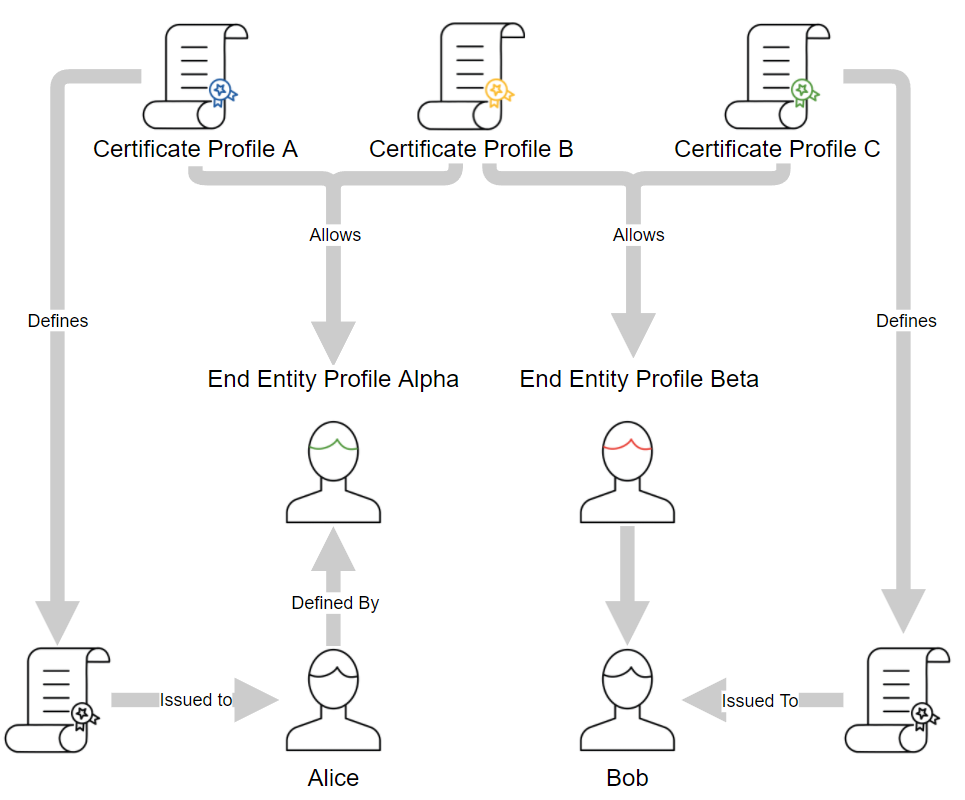 Certificate Profile A
Certificate Profile B
Certificate Profile C
Allows
Allows
Defines
Defines
End Entity Profile Alpha
End Entity Profile Beta
Defined By
Issued to
Issued To
Alice
Bob